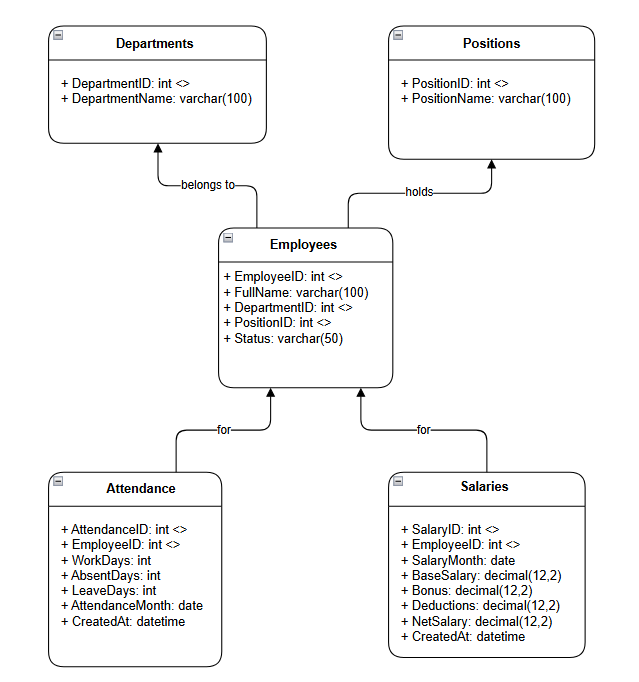 Departments
+ DepartmentID: int <>
+ DepartmentName: varchar(100)
Positions
+ PositionID: int <>
+ PositionName: varchar(100)
belongs to
holds
Employees
+ EmployeeID: int <>
+ FullName: varchar(100)
+ DepartmentID: int <>
+ PositionID: int <>
+ Status: varchar(50)
for
for
Attendance
+ AttendanceID: int <>
+ EmployeeID: int <>
+ WorkDays: int
+ AbsentDays: int
+ LeaveDays: int
+ AttendanceMonth: date
+ CreatedAt: datetime
Salaries
+ SalaryID: int <>
+ EmployeeID: int <>
+ SalaryMonth: date
+ BaseSalary: decimal(12,2)
+ Bonus: decimal(12,2)
+ Deductions: decimal(12,2)
+ NetSalary: decimal(12,2)
+ CreatedAt: datetime